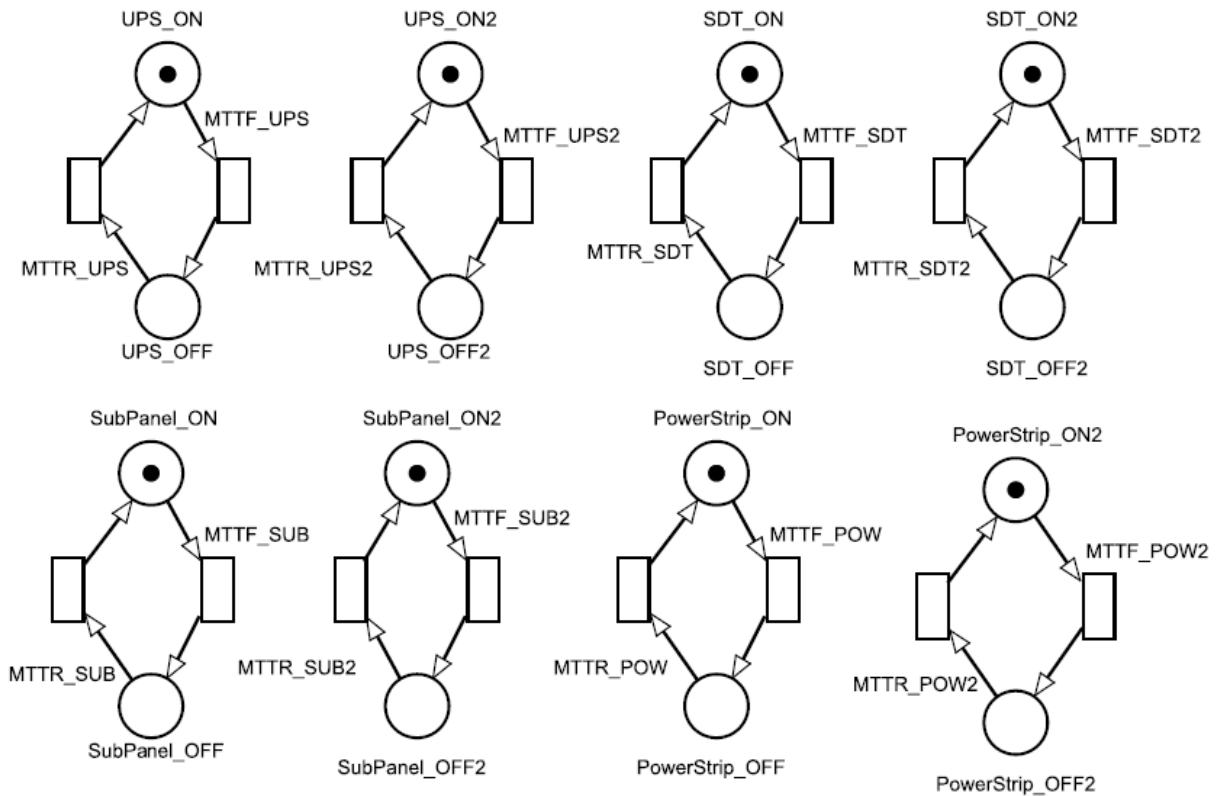 UPS_ON
UPS_ON2
SDT_ON
SDT_ON2
MTTF_UPS
MTTF_UPS2
MTTF_SDT
MTTF_SDT2
MTTR_UPS
MTTR_UPS2
MTTR_SDT
MTTR_SDT2
UPS_OFF
UPS_OFF2
SDT_OFF
SDT_OFF2
SubPanel_ON
SubPanel_ON2
PowerStrip_ON
PowerStrip_ON2
MTTF_SUB
MTTF_SUB2
MTTF_POW
MTTF_POW2
MTTR_SUB
MTTR_SUB2
MTTR_POW
MTTR_POW2
SubPanel_OFF
SubPanel_OFF2
PowerStrip_OFF
PowerStrip_OFF2